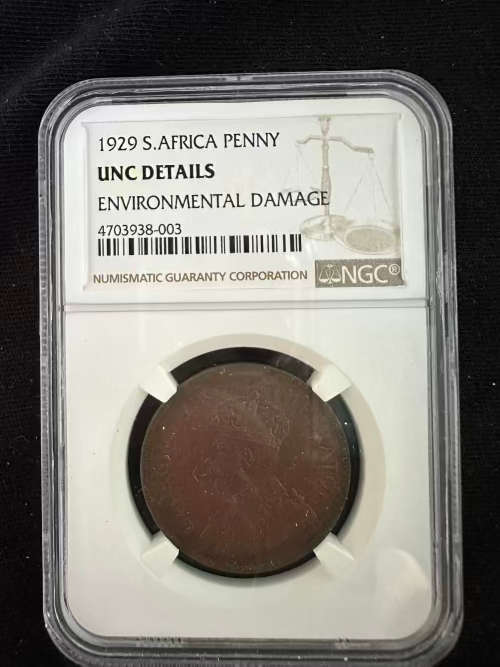 1929 S.AFRICA PENNY
UNC DETAILS
ENVIRONMENTAL DAMAGE
4703938-003
NUMISMATIC GUARANTY CORPORATION NGC®